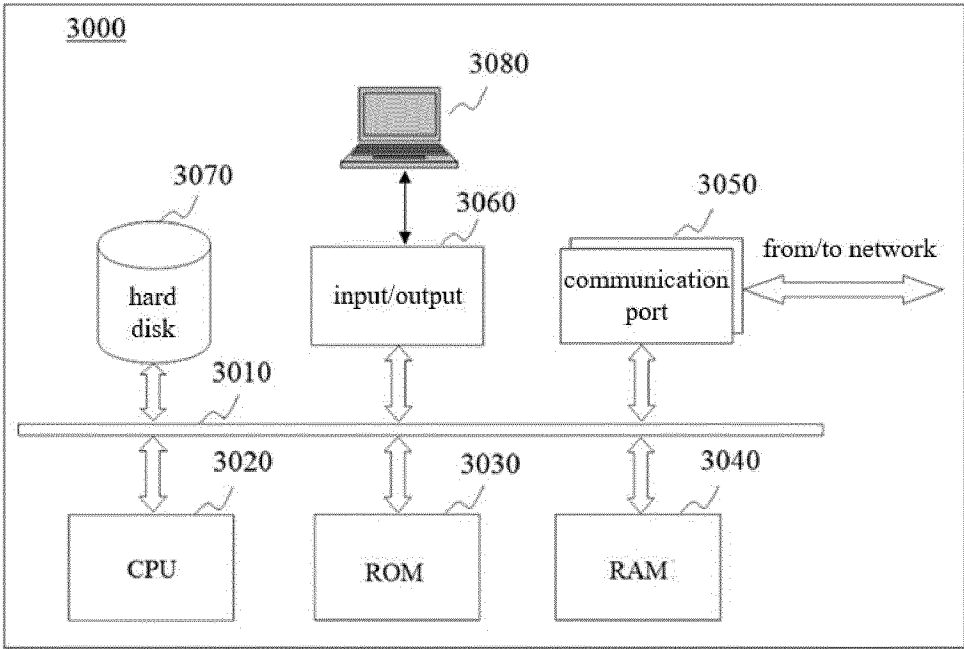 3000
3080
3070
3060
3050
from/to network
hard
disk
input/output
communication
port
3010
3020
3030
3040
CPU
ROM
RAM